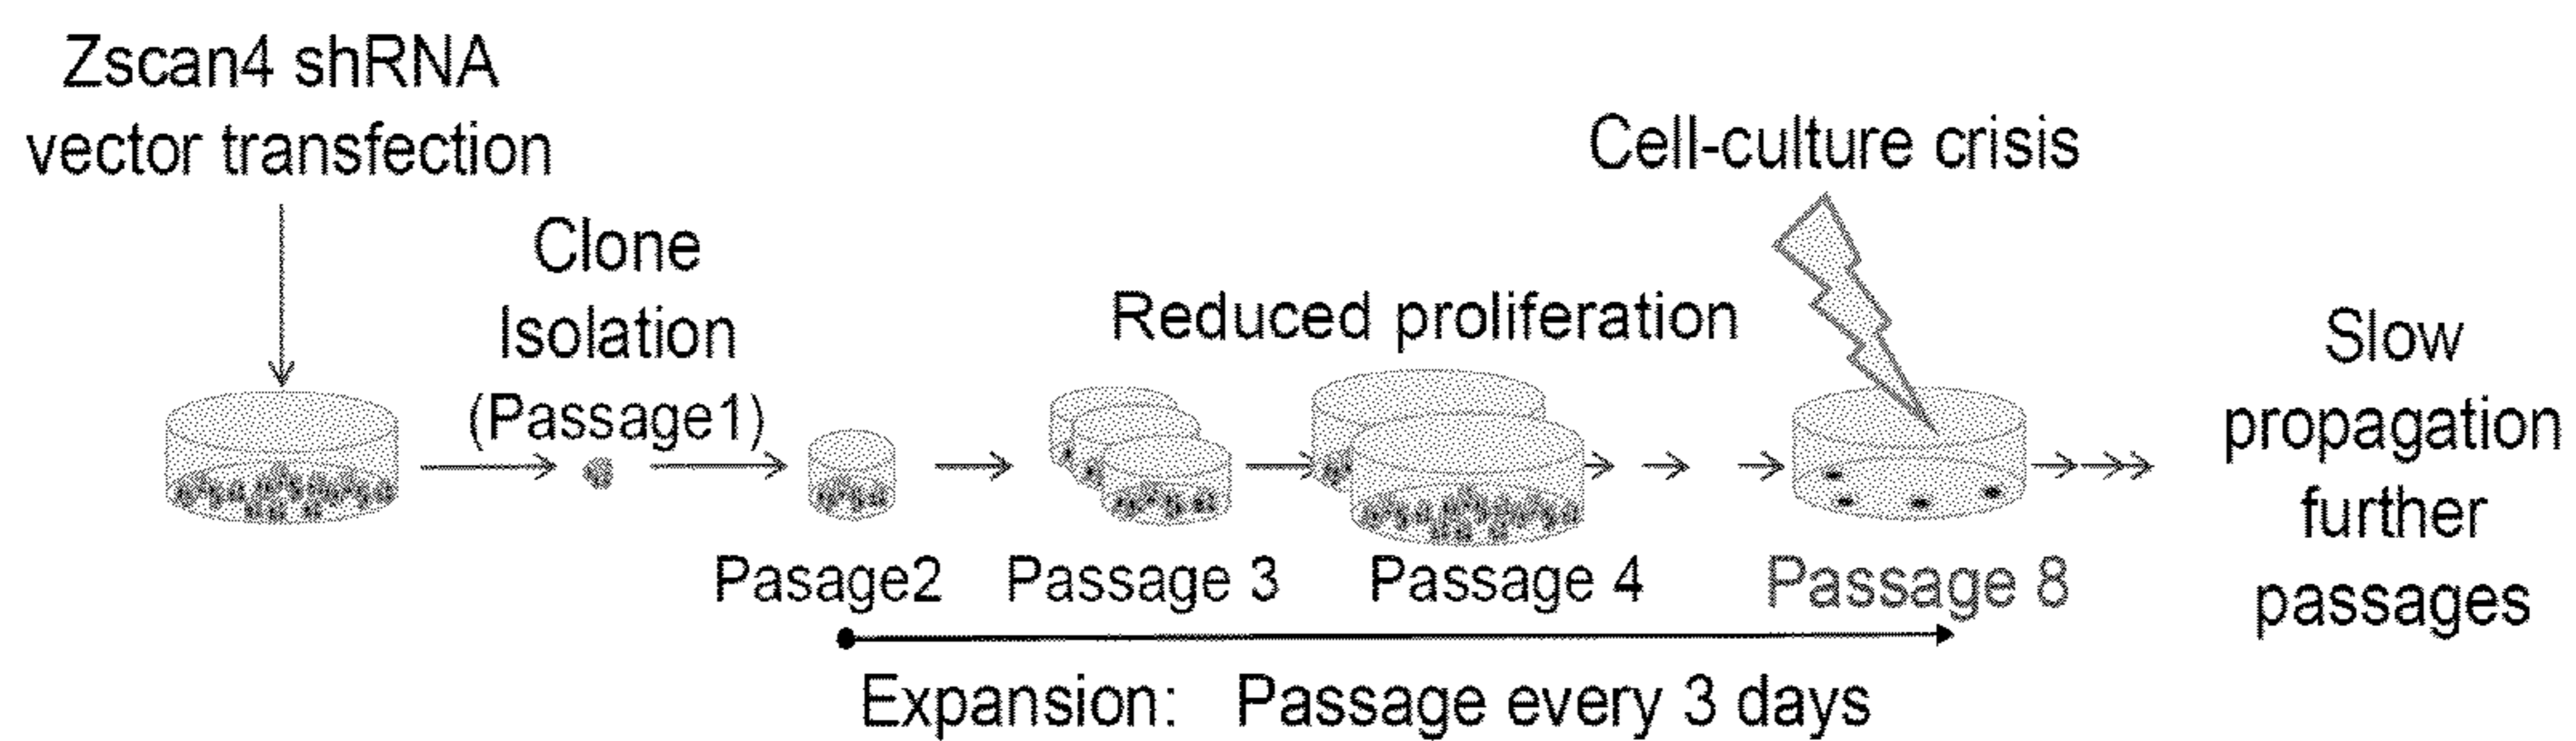 Zscan4 shRNA
vector transfection
Clone
Isolation
(Passage1)
Reduced proliferation
Cell-culture crisis
Slow
propagation
further
passages
Pasage2
Passage 3
Passage 4
Passage 8
Expansion: Passage every 3 days